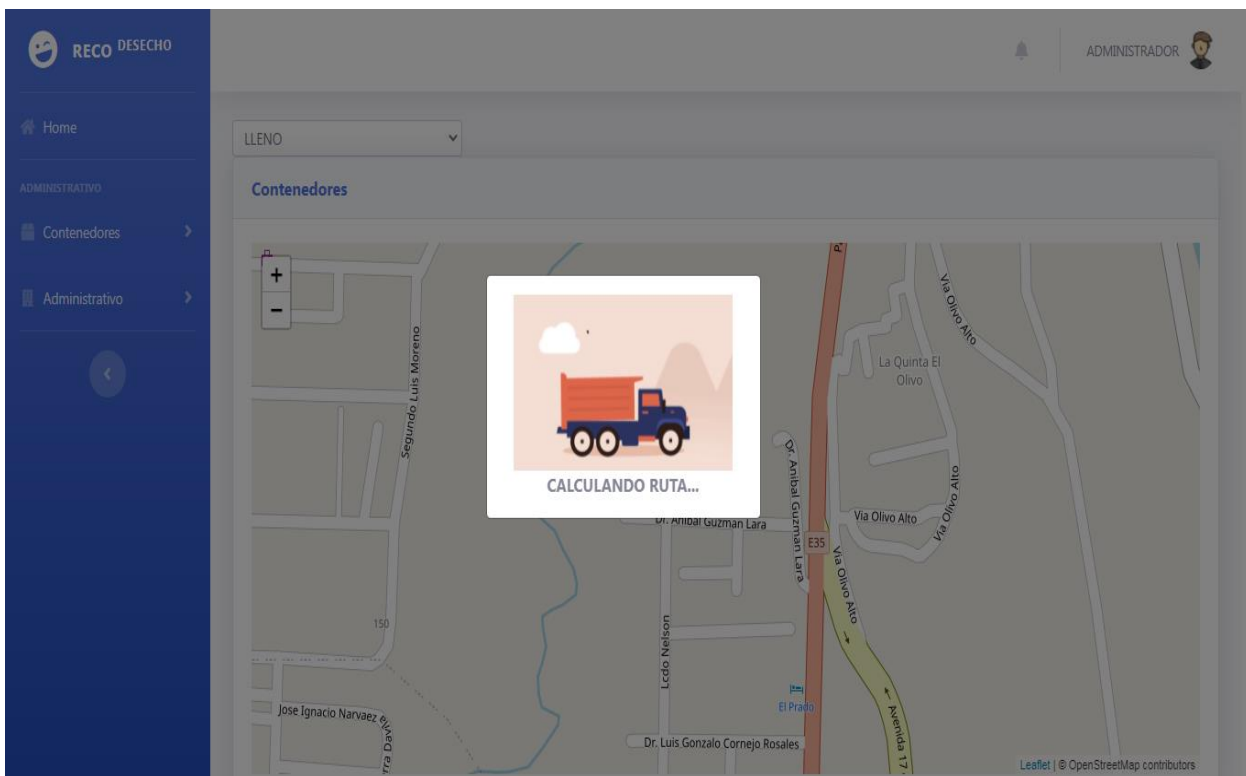 RECO DESECHO
ADMINISTRADOR
Home
LLENO
ADMINISTRATIVO
Contenedores
Contenedores
Administrativo
+
−
Segundo Luis Moreno
Via Olivo Alto
La Quinta El
Olivo
CALCULANDO RUTA...
Dr. Anibal Guzman Lara
Dr. Anibal Guzman Lara
E35
Via Olivo Alto
Via Olivo Alto
Via Olivo Alto
150
Lcdo Nelson
El Prado
Jose Ignacio Narvaez
Dr. Luis Gonzalo Cornejo Rosales
Avenida 17
Leaflet | © OpenStreetMap contributors